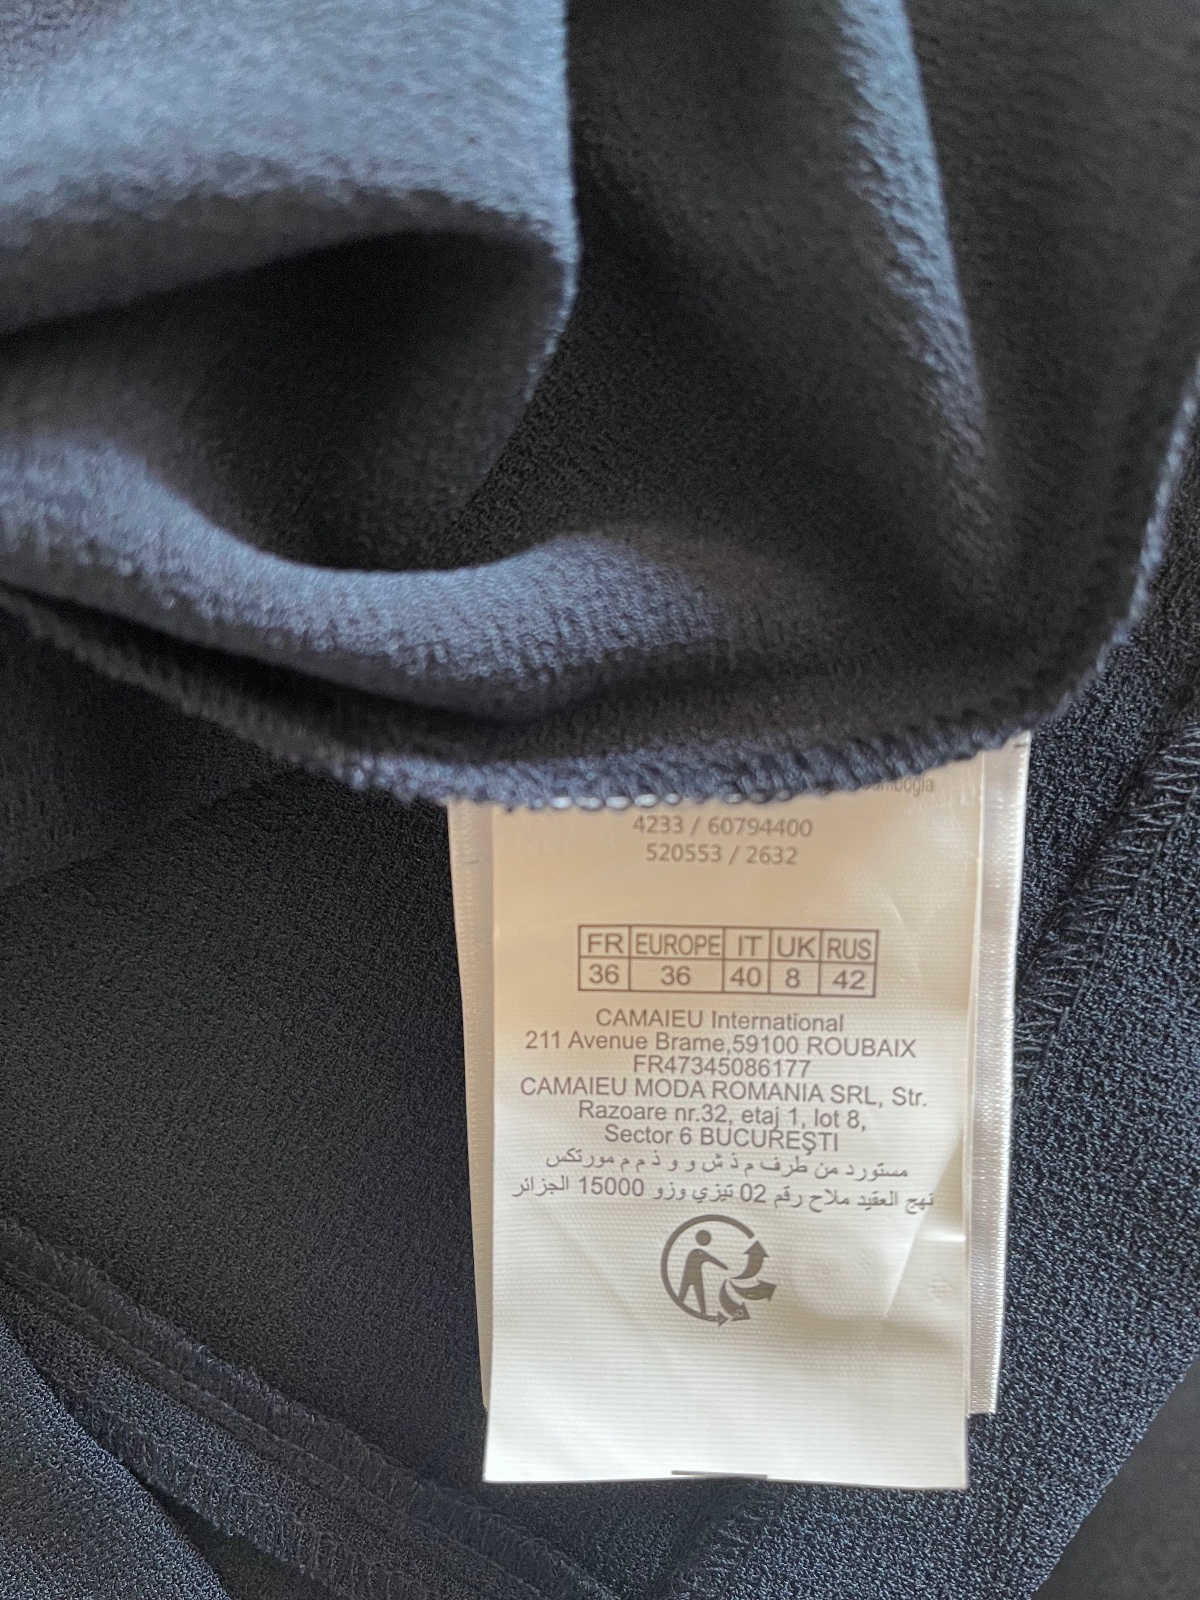 4233 / 60794400
520553 / 2632
FR EUROPE IT UK RUS
36 36 40 8 42
CAMAIEU International
211 Avenue Brame,59100 ROUBAIX
FR47345086177
CAMAIEU MODA ROMANIA SRL, Str.
Razoare nr.32, etaj 1, lot 8,
Sector 6 BUCUREŞTI
مستورد من طرف م ذ ش و و ذ م م مورتكس
نهج العقيد ملاح رقم 02 تيزي وزو 15000 الجزائر